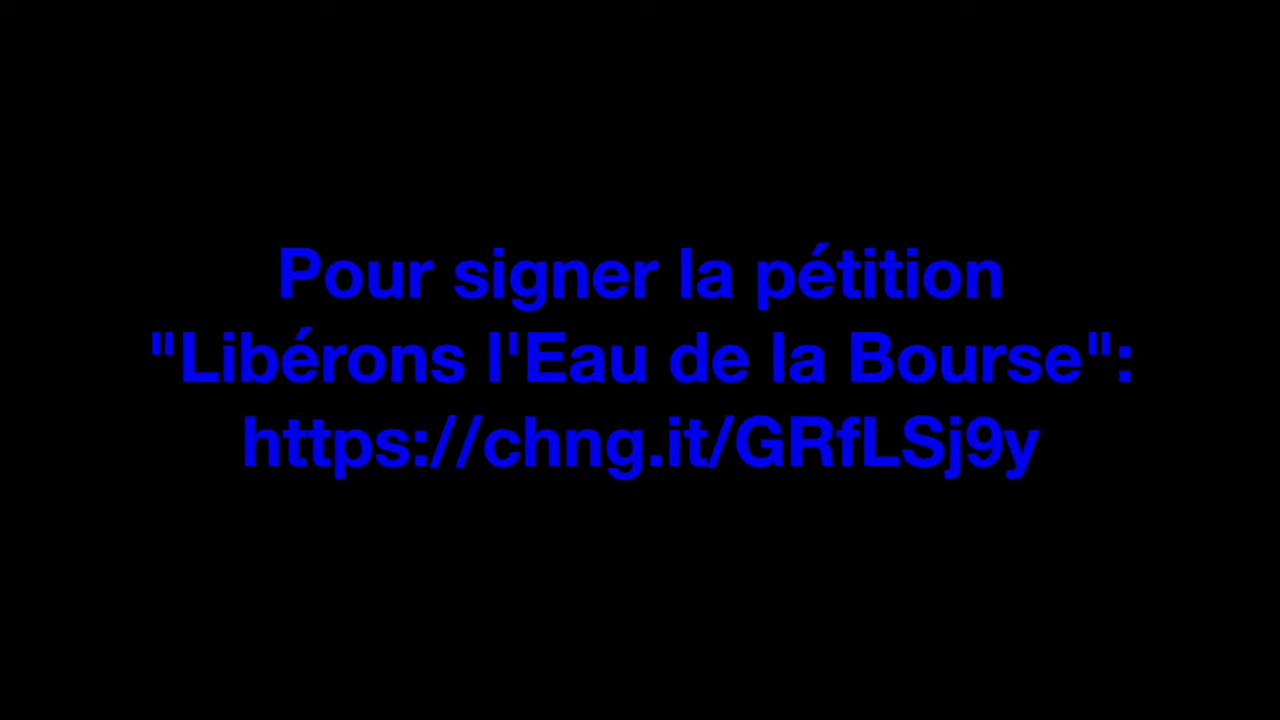 Pour signer la pétition
"Libérons l'Eau de la Bourse":
https://chng.it/GRfLSj9y